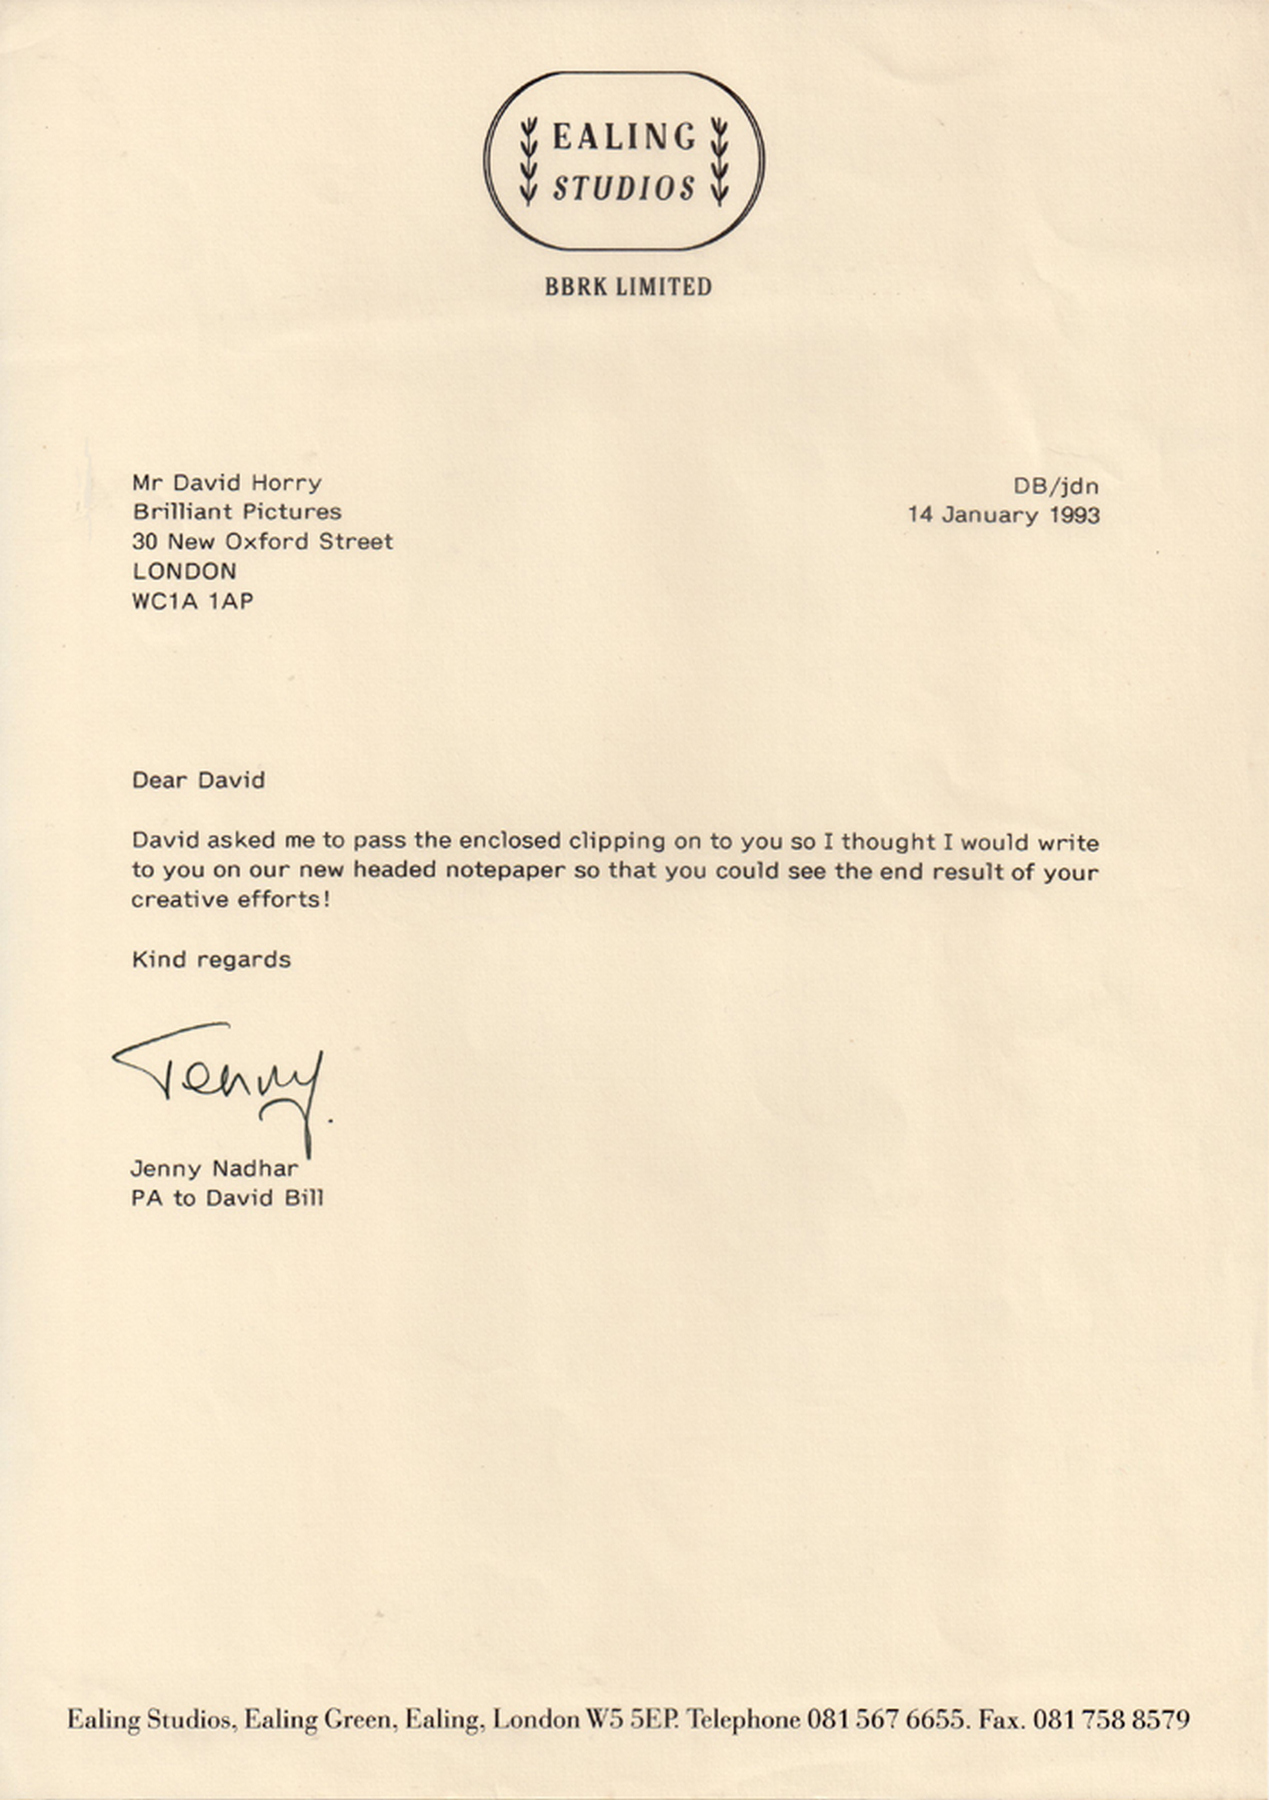 EALING
STUDIOS
BBRK LIMITED
Mr David Horry
Brilliant Pictures
30 New Oxford Street
LONDON
WC1A 1AP
DB/jdn
14 January 1993
Dear David
David asked me to pass the enclosed clipping on to you so I thought I would write
to you on our new headed notepaper so that you could see the end result of your
creative efforts!
Kind regards
Jenny.
Jenny Nadhar
PA to David Bill
Ealing Studios, Ealing Green, Ealing, London W5 5EP. Telephone 081 567 6655. Fax. 081 758 8579